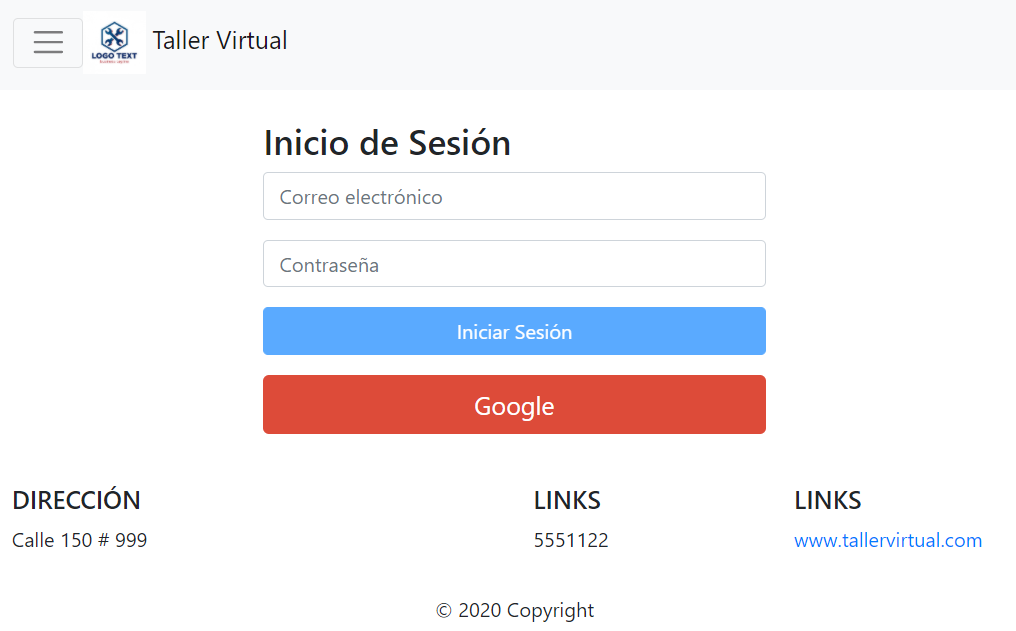 LOGO TEXT
Taller Virtual
Inicio de Sesión
Correo electrónico
Contraseña
Iniciar Sesión
Google
DIRECCIÓN
Calle 150 # 999
LINKS
5551122
LINKS
www.tallervirtual.com
© 2020 Copyright